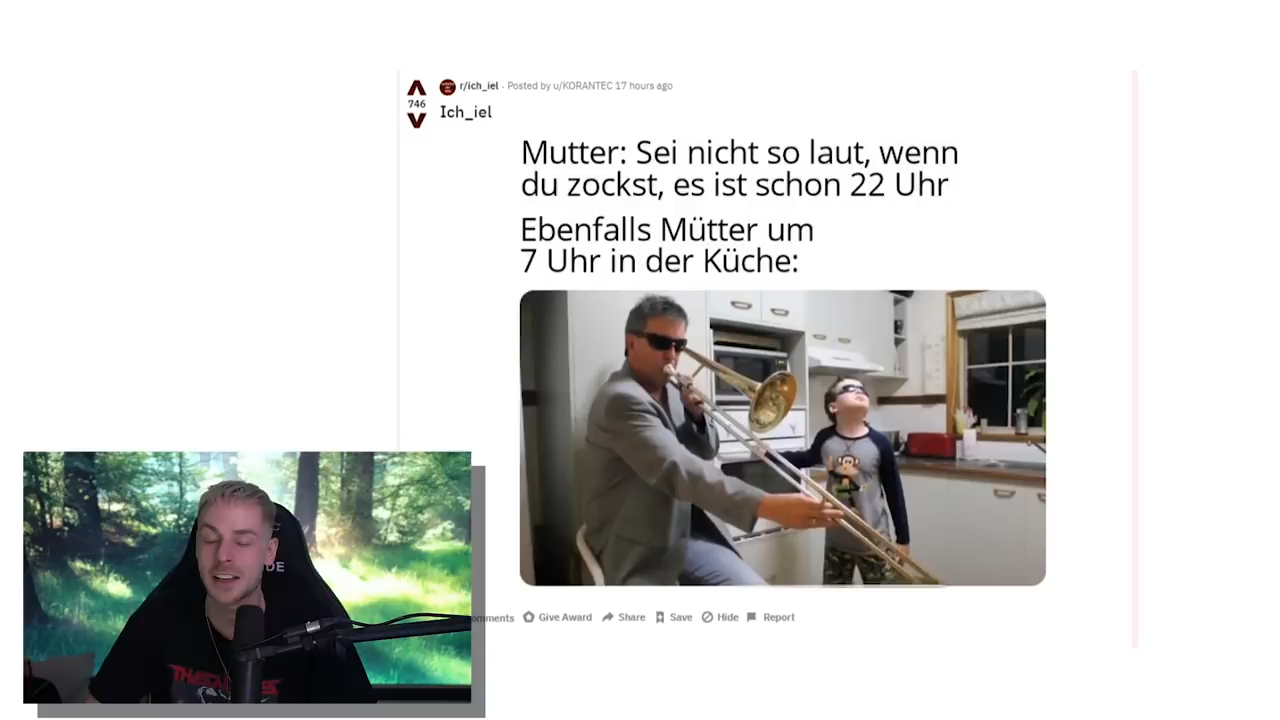 r/ich_iel · Posted by u/KORANTEC 17 hours ago
746
Ich_iel
Mutter: Sei nicht so laut, wenn
du zockst, es ist schon 22 Uhr
Ebenfalls Mütter um
7 Uhr in der Küche:
Give Award Share Save Hide Report